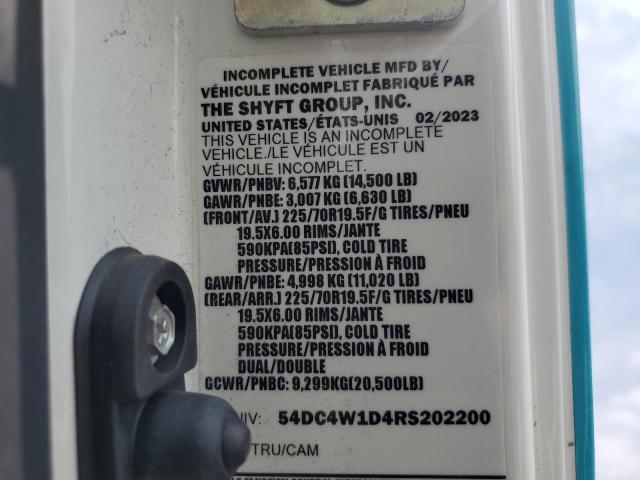 INCOMPLETE VEHICLE MFD BY/
VÉHICULE INCOMPLET FABRIQUÉ PAR
THE SHYFT GROUP, INC.
UNITED STATES/ÉTATS-UNIS 02/2023
THIS VEHICLE IS AN INCOMPLETE
VEHICLE./LE VÉHICULE EST UN
VÉHICULE INCOMPLET.
GVWR/PNBV: 6,577 KG (14,500 LB)
GAWR/PNBE: 3,007 KG (6,630 LB)
(FRONT/AV.) 225/70R19.5F/G TIRES/PNEU
19.5X6.00 RIMS/JANTE
590KPA(85PSI), COLD TIRE
PRESSURE/PRESSION À FROID
GAWR/PNBE: 4,998 KG (11,020 LB)
(REAR/ARR.) 225/70R19.5F/G TIRES/PNEU
19.5X6.00 RIMS/JANTE
590KPA(85PSI), COLD TIRE
PRESSURE/PRESSION À FROID
DUAL/DOUBLE
GCWR/PNBC: 9,299KG(20,500LB)
NIV: 54DC4W1D4RS202200
TRU/CAM